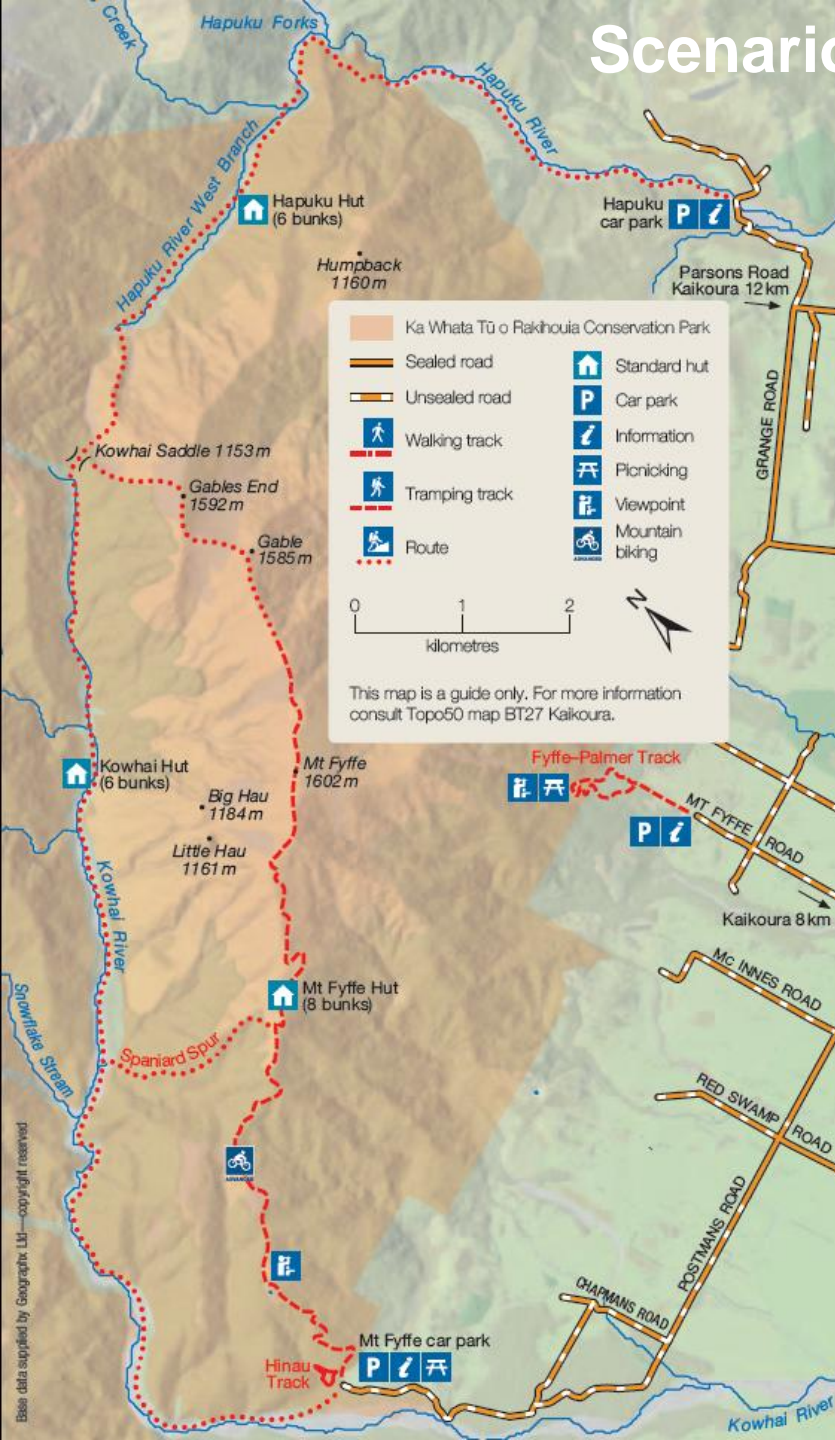 Scenario
Creek
Hapuku Forks
Hapuku River
Hapuku River West Branch
Hapuku Hut
(6 bunks)
Hapuku
car park
P
i
Humpback
1160 m
Parsons Road
Kaikoura 12 km
GRANGE ROAD
Ka Whata Tū o Rakihouia Conservation Park
Sealed road
Unsealed road
Walking track
Tramping track
Route
Standard hut
P
Car park
i
Information
Picnicking
Viewpoint
Mountain
biking
ADVANCED
0 1 2
kilometres
N
This map is a guide only. For more information
consult Topo50 map BT27 Kaikoura.
Kowhai Saddle 1153 m
Gables End
1592 m
Gable
1585 m
Kowhai Hut
(6 bunks)
Mt Fyffe
1602 m
Big Hau
1184 m
Little Hau
1161 m
Kowhai River
Fyffe–Palmer Track
P
i
MT FYFFE ROAD
Kaikoura 8 km
MC INNES ROAD
Mt Fyffe Hut
(8 bunks)
Snowflake Stream
Spaniard Spur
RED SWAMP ROAD
ADVANCED
POSTMANS ROAD
CHAPMANS ROAD
Mt Fyffe car park
P
i
Hinau
Track
Kowhai River
Base data supplied by Geographx Ltd—copyright reserved